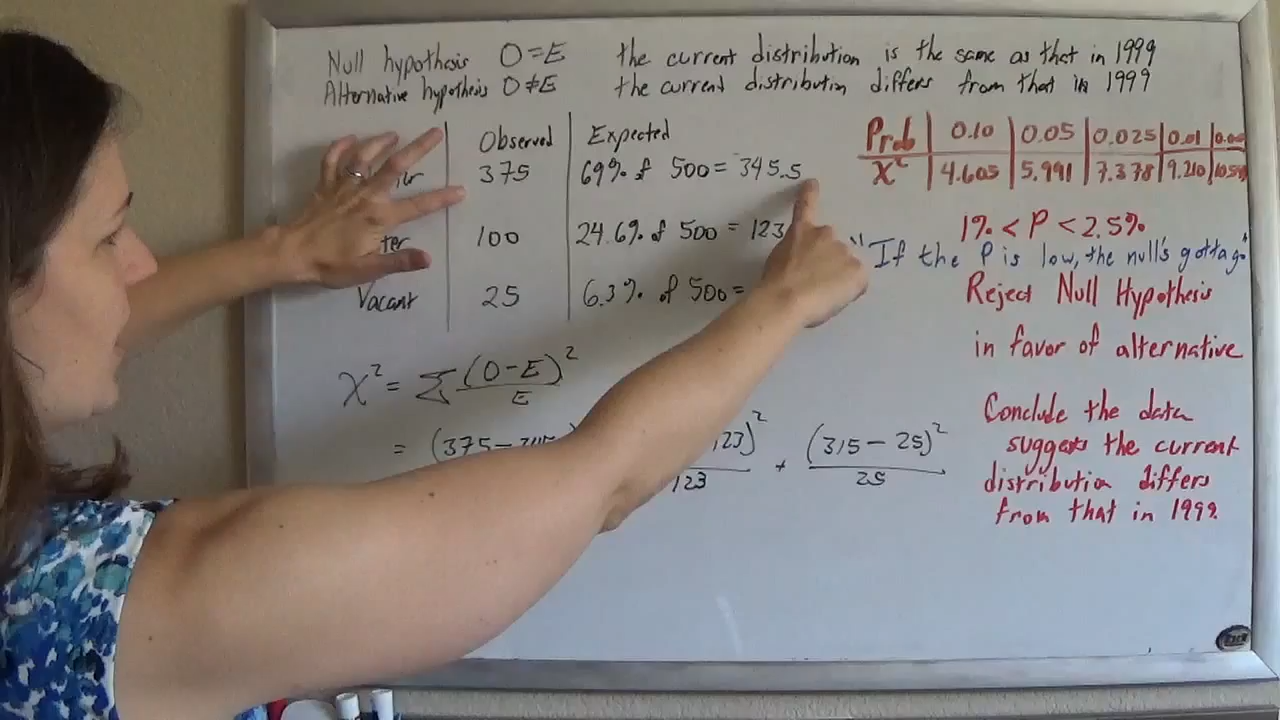 Null hypothesis O=E the current distribution is the same as that in 1999
Alternative hypothesis O≠E the current distribution differs from that in 1999
Observed Expected
375 69% of 500 = 345.5
100 24.6% of 500 = 123
Vacant 25 6.3% of 500 =
Prob 0.10 0.05 0.025 0.01
χ² 4.605 5.991 7.378 9.210
1% < P < 2.5%
"If the P is low, the null's gotta go"
Reject Null Hypothesis
in favor of alternative
χ² = Σ (O-E)² / E
= (375-
123)² / 123 + (315-25)² / 25
Conclude the data
suggests the current
distribution differs
from that in 1999.